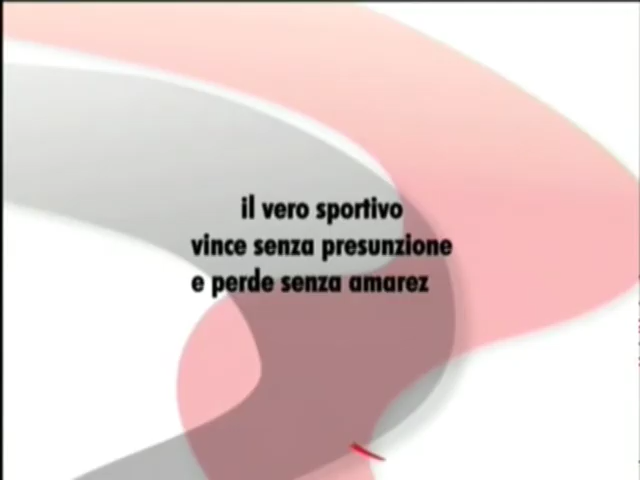 il vero sportivo
vince senza presunzione
e perde senza amarez